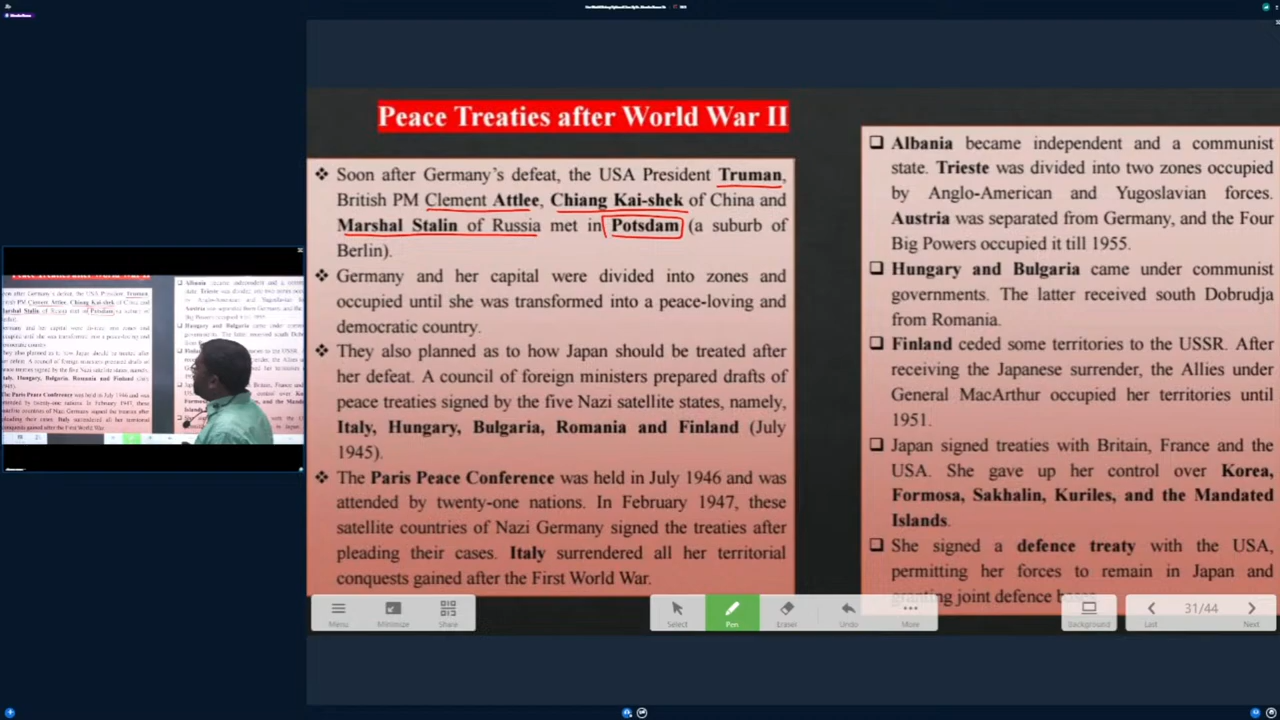 Peace Treaties after World War II
❖ Soon after Germany's defeat, the USA President Truman,
British PM Clement Attlee, Chiang Kai-shek of China and
Marshal Stalin of Russia met in Potsdam (a suburb of
Berlin).
❖ Germany and her capital were divided into zones and
occupied until she was transformed into a peace-loving and
democratic country.
❖ They also planned as to how Japan should be treated after
her defeat. A council of foreign ministers prepared drafts of
peace treaties signed by the five Nazi satellite states, namely,
Italy, Hungary, Bulgaria, Romania and Finland (July
1945).
❖ The Paris Peace Conference was held in July 1946 and was
attended by twenty-one nations. In February 1947, these
satellite countries of Nazi Germany signed the treaties after
pleading their cases. Italy surrendered all her territorial
conquests gained after the First World War.
❑ Albania became independent and a communist
state. Trieste was divided into two zones occupied
by Anglo-American and Yugoslavian forces.
Austria was separated from Germany, and the Four
Big Powers occupied it till 1955.
❑ Hungary and Bulgaria came under communist
governments. The latter received south Dobrudja
from Romania.
❑ Finland ceded some territories to the USSR. After
receiving the Japanese surrender, the Allies under
General MacArthur occupied her territories until
1951.
❑ Japan signed treaties with Britain, France and the
USA. She gave up her control over Korea,
Formosa, Sakhalin, Kuriles, and the Mandated
Islands.
❑ She signed a defence treaty with the USA,
permitting her forces to remain in Japan and
granting joint defence bases.
Menu Minimize Share Select Pen Eraser Undo More Background Last 31/44 Next